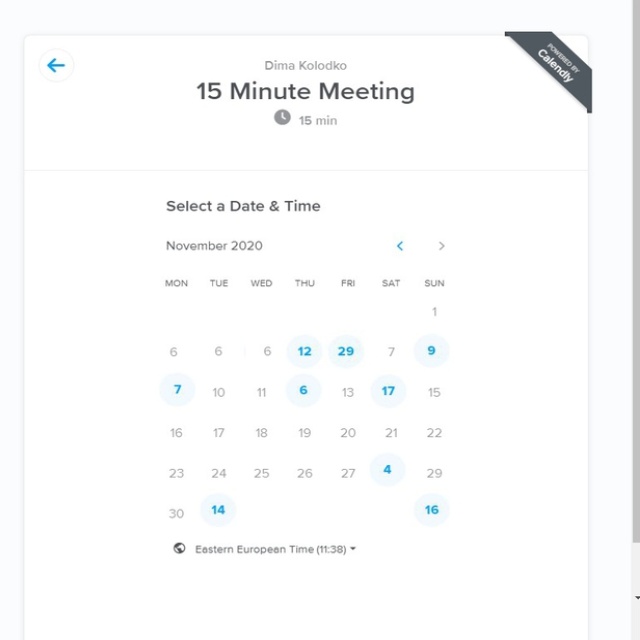 POWERED BY
Calendly
Dima Kolodko
15 Minute Meeting
15 min
Select a Date & Time
November 2020
MON TUE WED THU FRI SAT SUN
1
6 6 6 12 29 7 9
7 10 11 6 13 17 15
16 17 18 19 20 21 22
23 24 25 26 27 4 29
30 14 16
Eastern European Time (11:38)